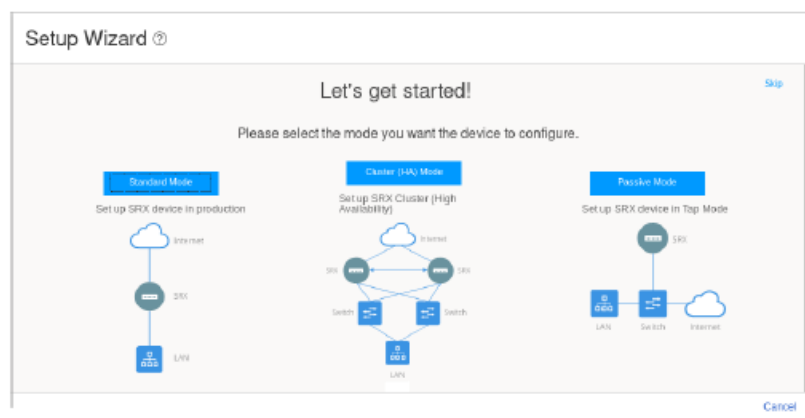 Setup Wizard ?
Let's get started!
Skip
Please select the mode you want the device to configure.
Standard Mode
Set up SRX device in production
Internet
SRX
LAN
Cluster (HA) Mode
Set up SRX Cluster (High
Availability)
Internet
SRX
SRX
Switch
Switch
LAN
Passive Mode
Set up SRX device in Tap Mode
SRX
LAN
Switch
Internet
Cancel